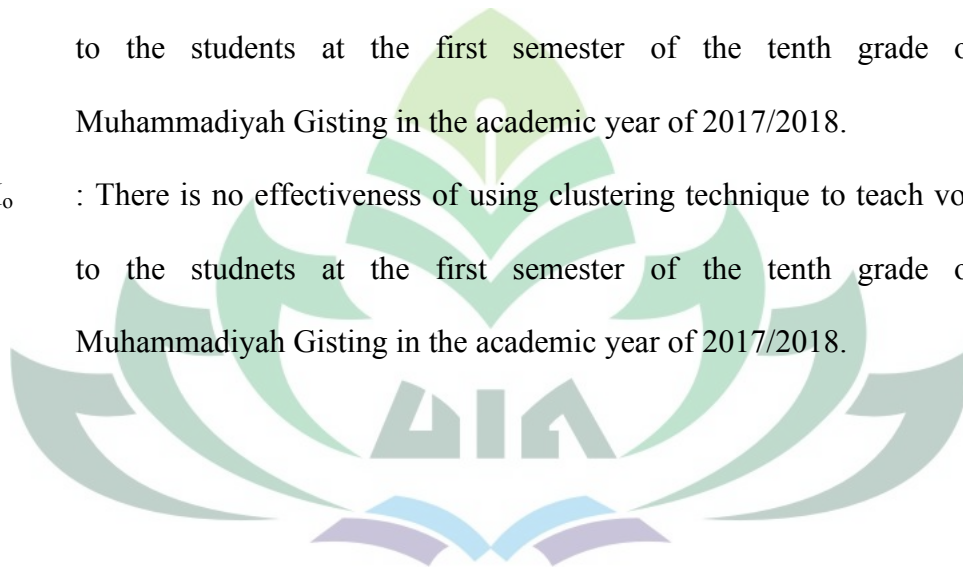 to the students at the first semester of the tenth grade
Muhammadiyah Gisting in the academic year of 2017/2018.
: There is no effectiveness of using clustering technique to teach
to the studnets at the first semester of the tenth grade
Muhammadiyah Gisting in the academic year of 2017/2018.
UIN